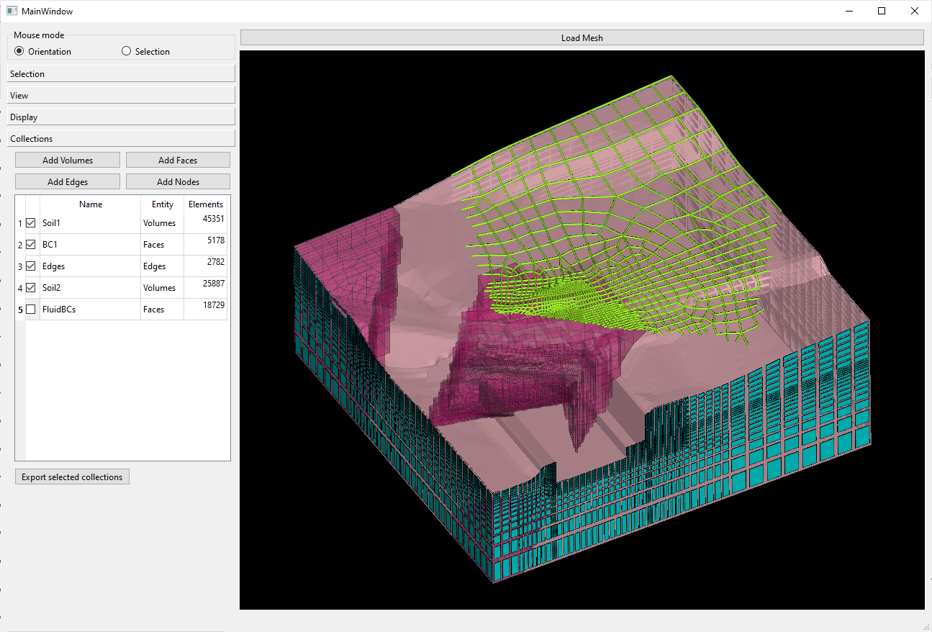 MainWindow
Mouse mode
Orientation
Selection
Load Mesh
Selection
View
Display
Collections
Add Volumes
Add Faces
Add Edges
Add Nodes
Name Entity Elements
1 Soil1 Volumes 45351
2 BC1 Faces 5178
3 Edges Edges 2782
4 Soil2 Volumes 25887
5 FluidBCs Faces 18729
Export selected collections